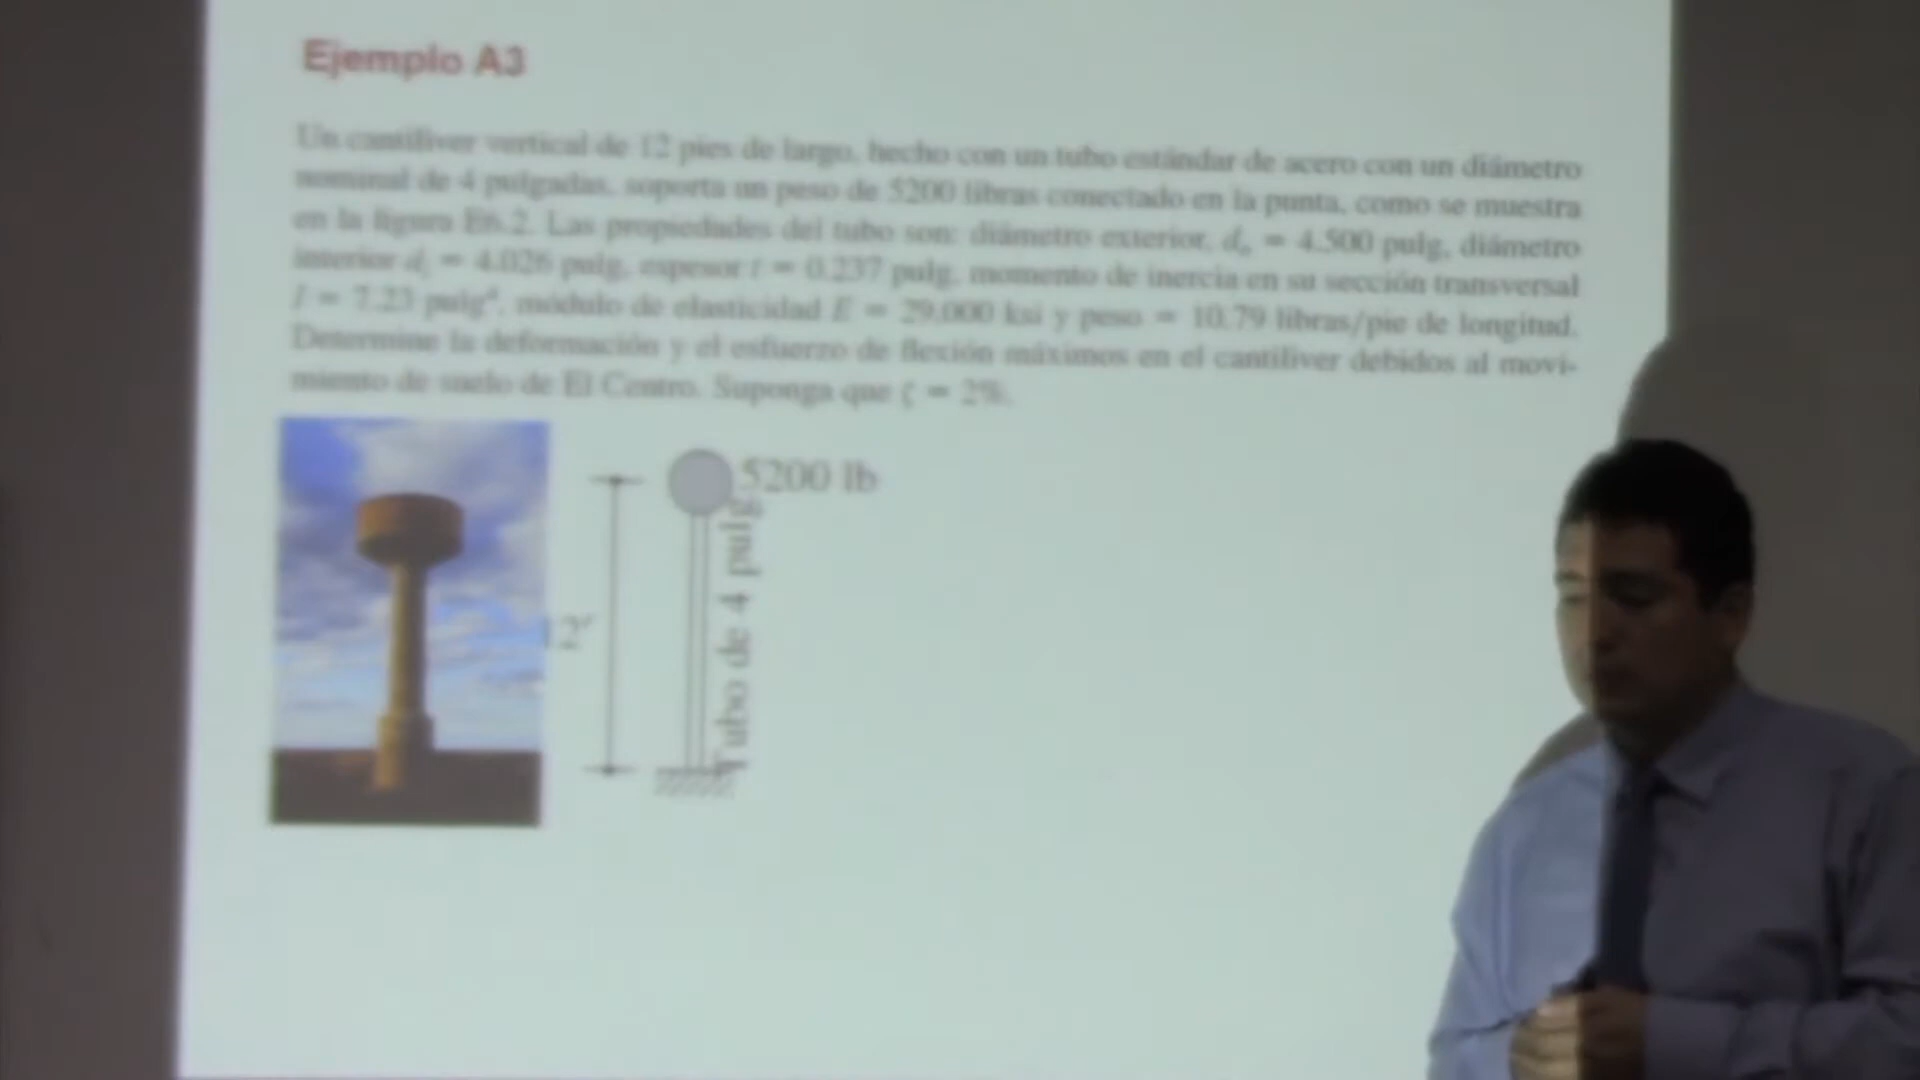 Ejemplo A3
Un cantiliver vertical de 12 pies de largo, hecho con un tubo estándar de acero con un diámetro
nominal de 4 pulgadas, soporta un peso de 5200 libras conectado en la punta, como se muestra
en la figura E6.2. Las propiedades del tubo son: diámetro exterior, dₒ = 4.500 pulg, diámetro
interior dᵢ = 4.026 pulg, espesor t = 0.237 pulg, momento de inercia en su sección transversal
I = 7.23 pulg⁴, módulo de elasticidad E = 29,000 ksi y peso = 10.79 libras/pie de longitud.
Determine la deformación y el esfuerzo de flexión máximos en el cantiliver debidos al movi-
miento de suelo de El Centro. Suponga que ζ = 2%.
5200 lb
12′
Tubo de 4 pulg